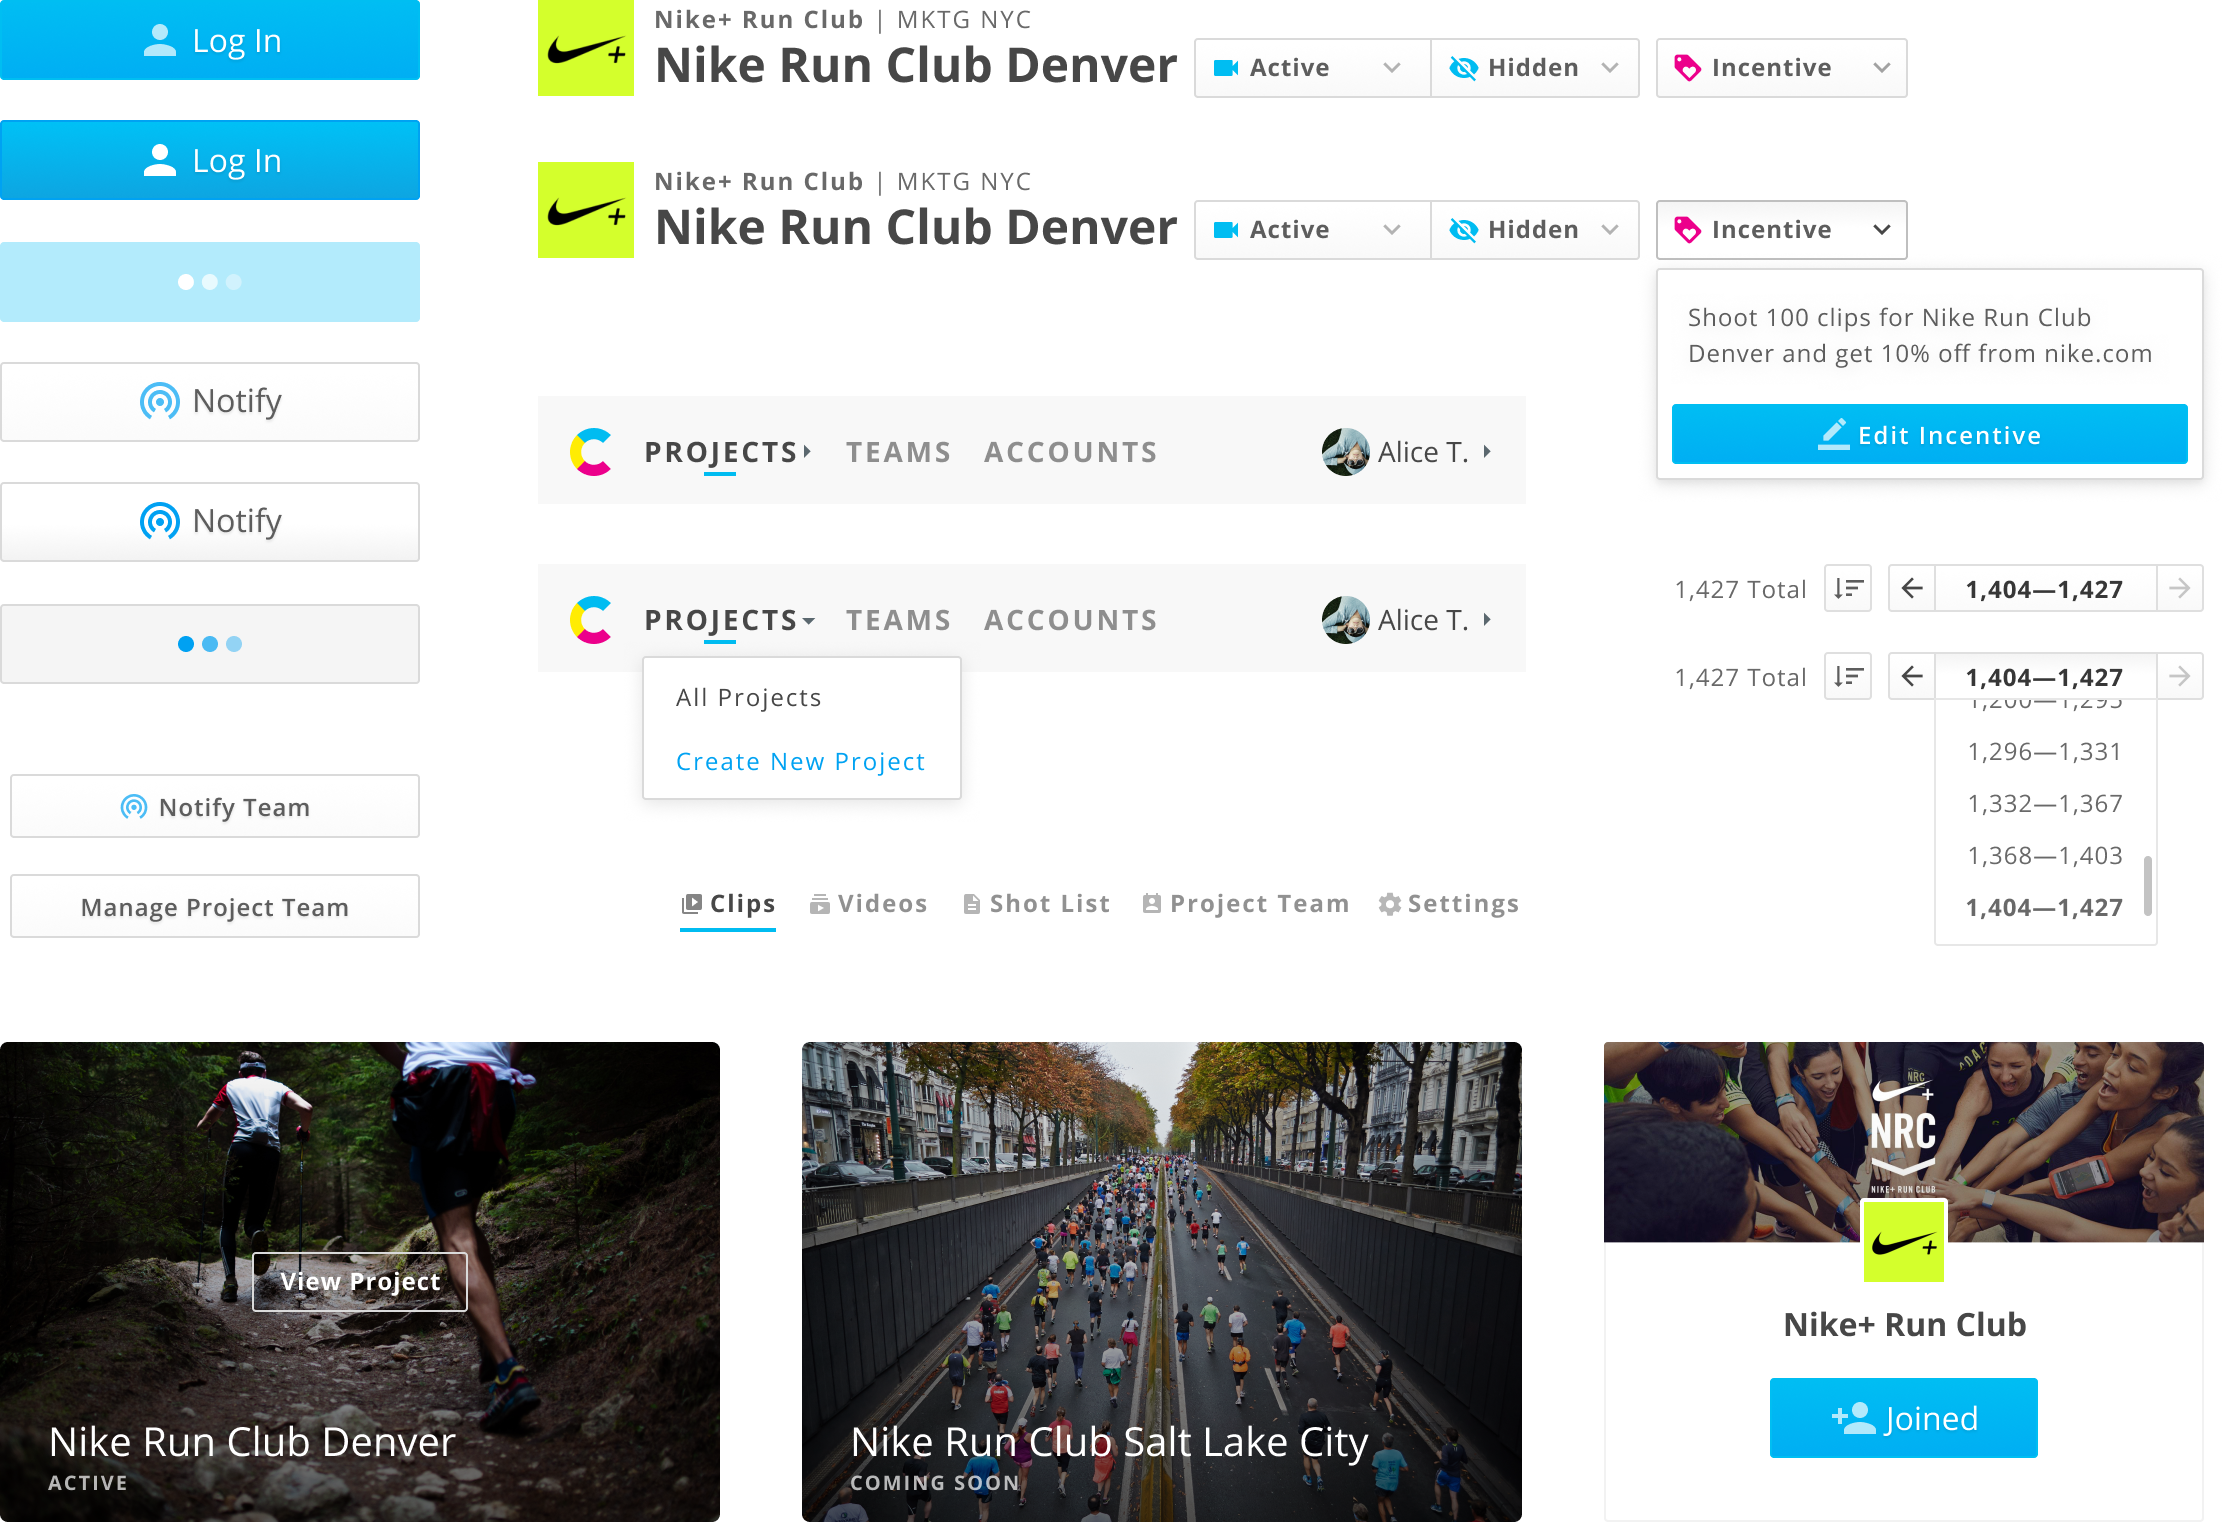 Log In
Log In
Notify
Notify
Notify Team
Manage Project Team
Nike+ Run Club | MKTG NYC
Nike Run Club Denver
Active
Hidden
Incentive
Nike+ Run Club | MKTG NYC
Nike Run Club Denver
Active
Hidden
Incentive
Shoot 100 clips for Nike Run Club
Denver and get 10% off from nike.com
Edit Incentive
PROJECTS TEAMS ACCOUNTS
Alice T.
PROJECTS TEAMS ACCOUNTS
Alice T.
All Projects
Create New Project
1,427 Total
1,404—1,427
1,427 Total
1,404—1,427
1,296—1,331
1,332—1,367
1,368—1,403
1,404—1,427
Clips Videos Shot List Project Team Settings
View Project
Nike Run Club Denver
ACTIVE
Nike Run Club Salt Lake City
COMING SOON
COACH
NRC
NRC
NIKE+ RUN CLUB
Nike+ Run Club
Joined